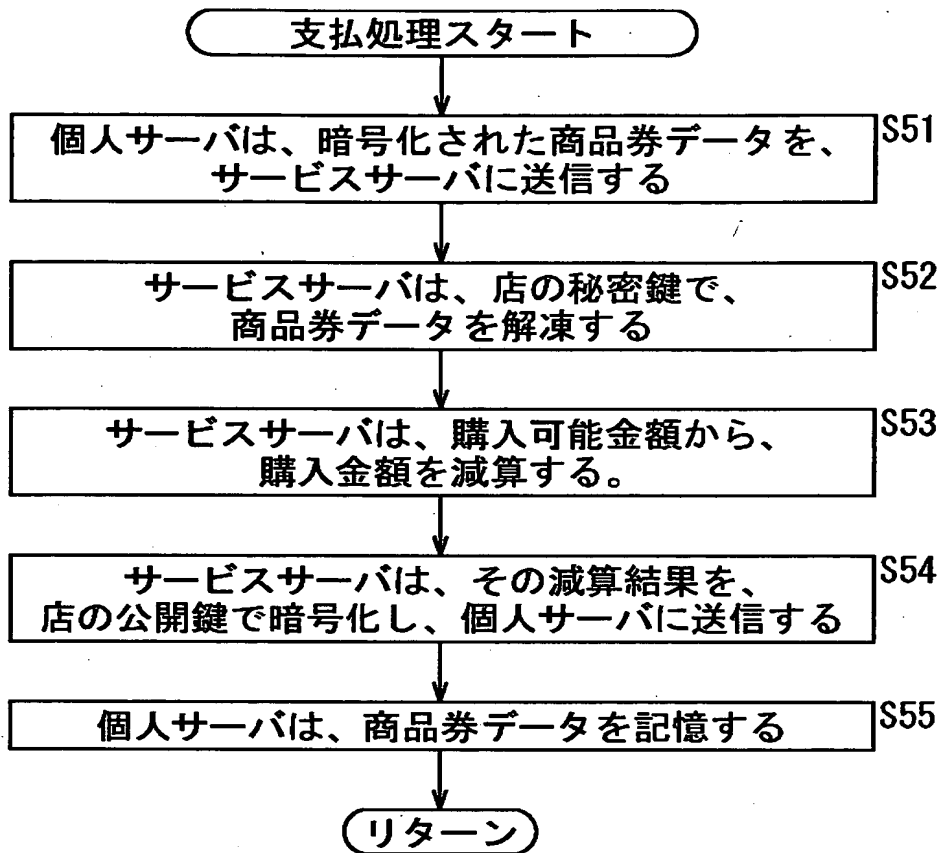 支払処理スタート
個人サーバは、暗号化された商品券データを、
サービスサーバに送信する
S51
サービスサーバは、店の秘密鍵で、
商品券データを解凍する
S52
サービスサーバは、購入可能金額から、
購入金額を減算する。
S53
サービスサーバは、その減算結果を、
店の公開鍵で暗号化し、個人サーバに送信する
S54
個人サーバは、商品券データを記憶する
S55
リターン